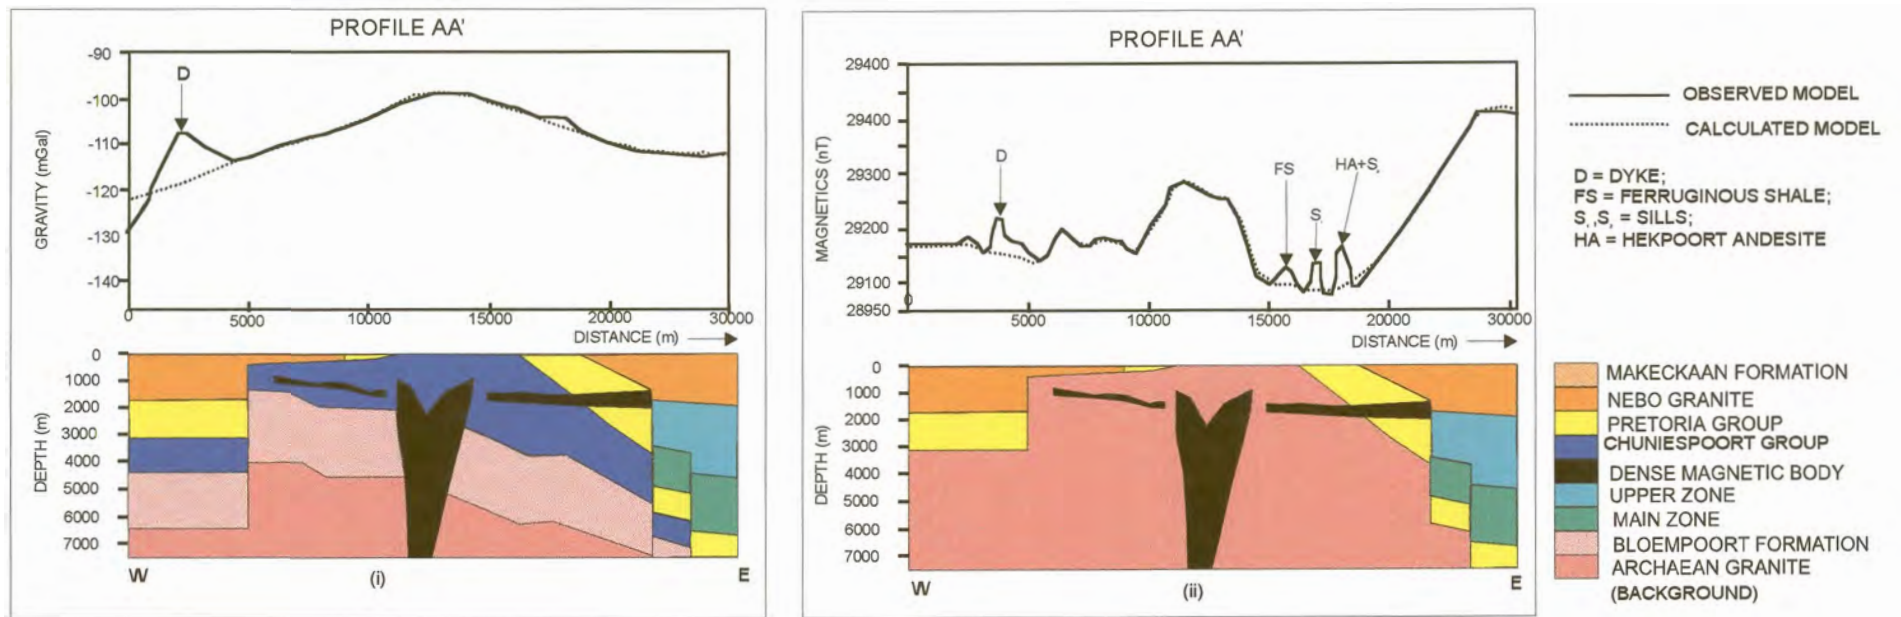 PROFILE AA'
-90
-100
-110
-120
-130
-140
GRAVITY (mGal)
D
0
5000
10000
15000
20000
25000
30000
DISTANCE (m)
0
1000
2000
3000
4000
5000
6000
7000
DEPTH (m)
W
(i)
E
PROFILE AA'
29400
29400
29300
29200
29100
28950
MAGNETICS (nT)
D
FS
S
HA+S
0
5000
10000
15000
20000
30000
DISTANCE (m)
0
1000
2000
3000
4000
5000
6000
7000
DEPTH (m)
W
(ii)
E
OBSERVED MODEL
CALCULATED MODEL
D = DYKE;
FS = FERRUGINOUS SHALE;
S, S, = SILLS;
HA = HEKPOORT ANDESITE
MAKECKAAN FORMATION
NEBO GRANITE
PRETORIA GROUP
CHUNIESPOORT GROUP
DENSE MAGNETIC BODY
UPPER ZONE
MAIN ZONE
BLOEMPOORT FORMATION
ARCHAEAN GRANITE
(BACKGROUND)